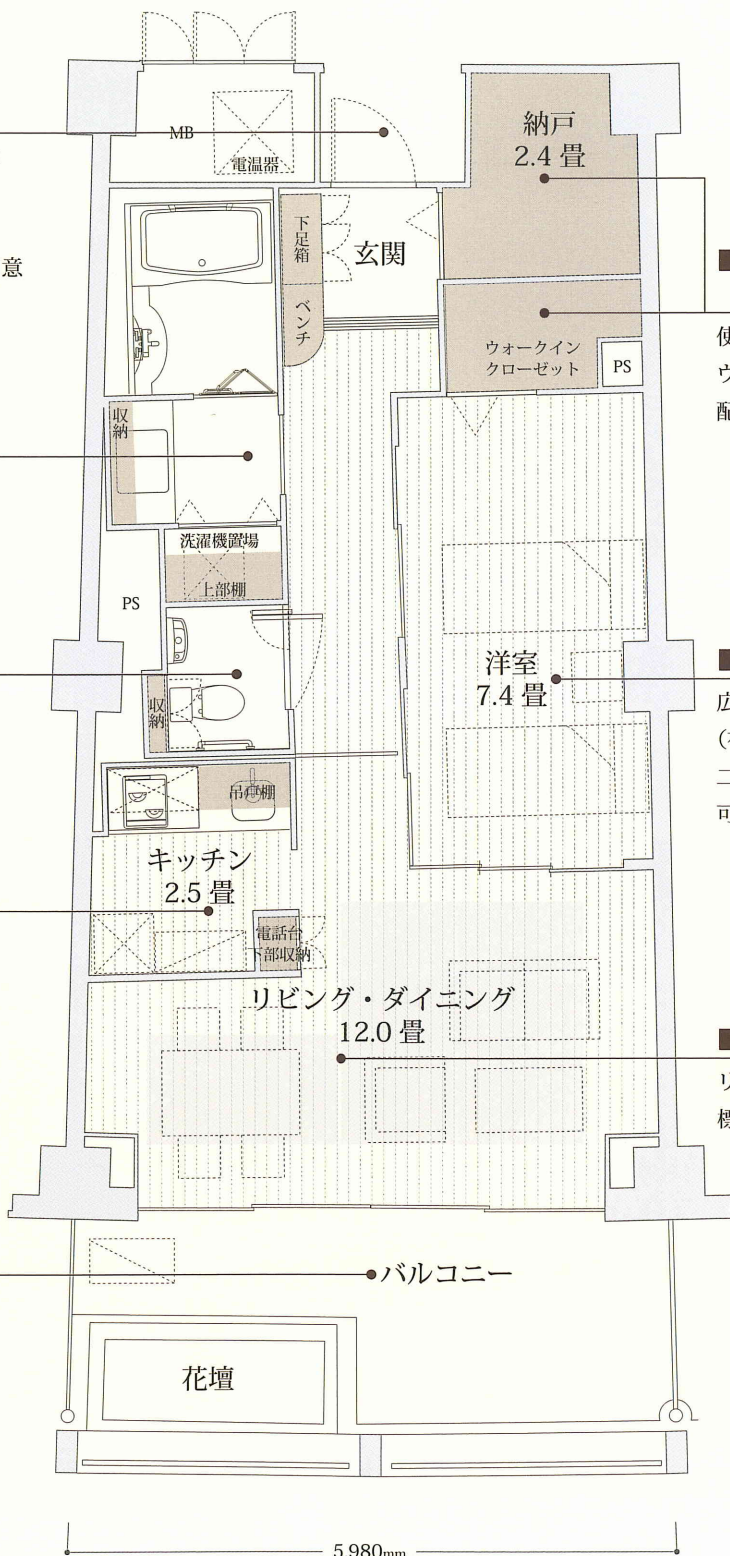 納戸
2.4 畳
MB
電温器
下足箱
玄関
意
ベンチ
使
ウ
配
ウォークイン
クローゼット
PS
収納
洗濯機置場
上部棚
PS
洋室
7.4 畳
広
二
可
収納
吊戸棚
キッチン
2.5 畳
電話台
下部収納
リビング・ダイニング
12.0 畳
リ
標
バルコニー
花壇
5,980mm